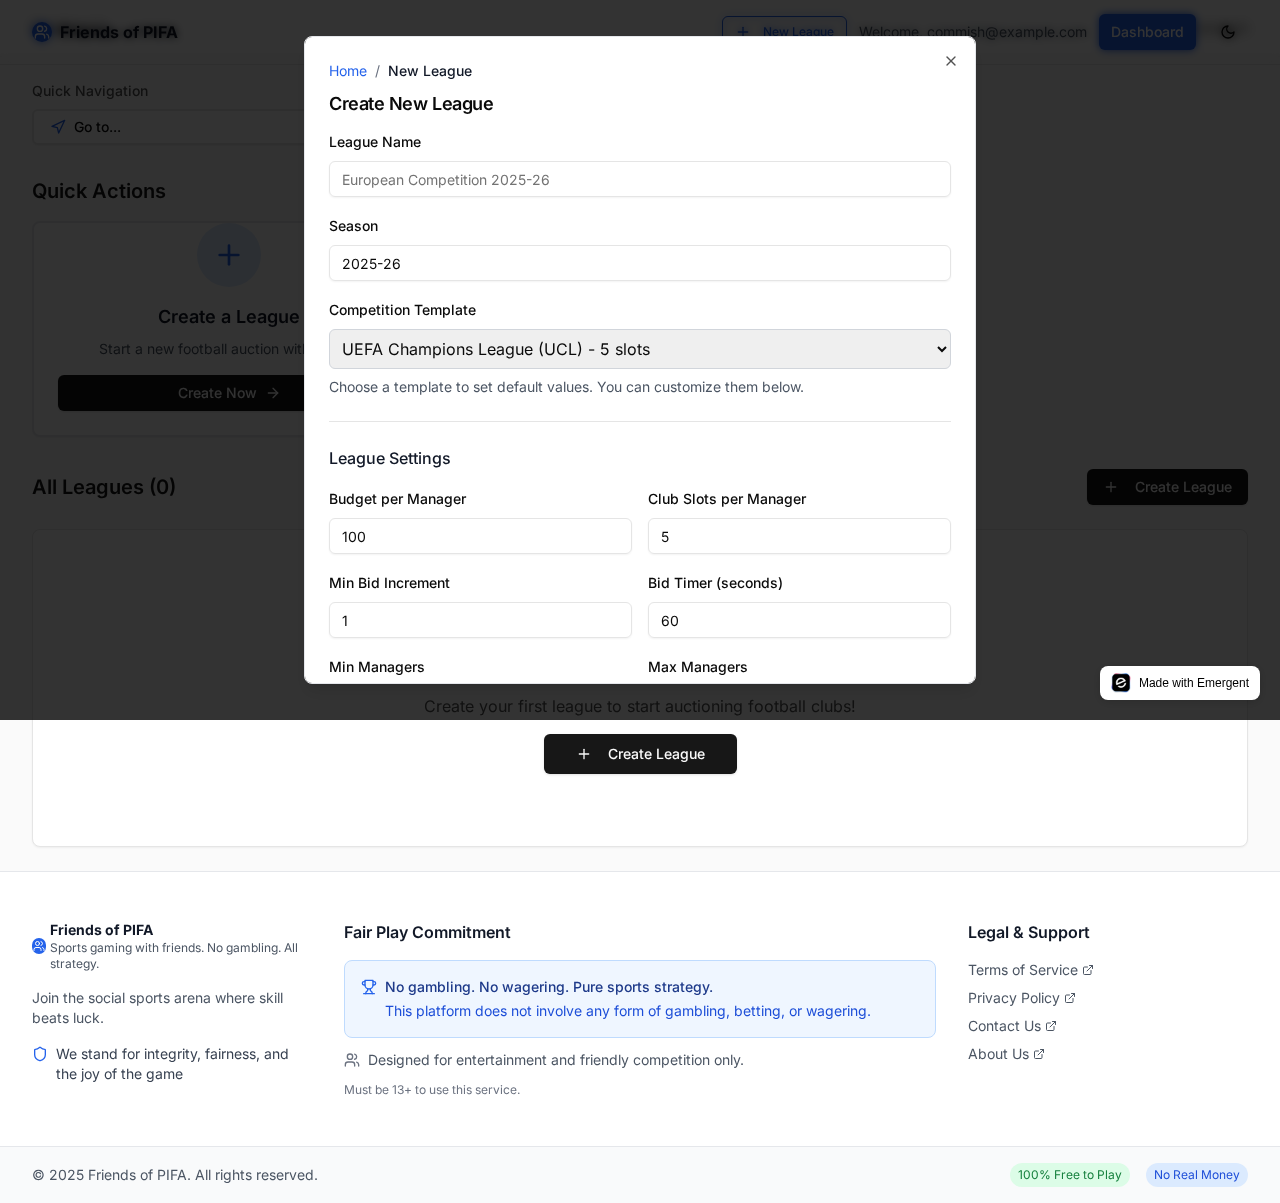 Friends of PIFA
New League
Welcome, commish@example.com
Dashboard
Quick Navigation
Go to...
Quick Actions
Create a League
Start a new football auction with
Create Now
All Leagues (0)
Create League
Home / New League
Create New League
League Name
European Competition 2025-26
Season
2025-26
Competition Template
UEFA Champions League (UCL) - 5 slots
Choose a template to set default values. You can customize them below.
League Settings
Budget per Manager
Club Slots per Manager
100
5
Min Bid Increment
Bid Timer (seconds)
1
60
Min Managers
Max Managers
Made with Emergent
Create your first league to start auctioning football clubs!
Create League
Friends of PIFA
Sports gaming with friends. No gambling. All
strategy.
Join the social sports arena where skill
beats luck.
We stand for integrity, fairness, and
the joy of the game
Fair Play Commitment
No gambling. No wagering. Pure sports strategy.
This platform does not involve any form of gambling, betting, or wagering.
Designed for entertainment and friendly competition only.
Must be 13+ to use this service.
Legal & Support
Terms of Service
Privacy Policy
Contact Us
About Us
© 2025 Friends of PIFA. All rights reserved.
100% Free to Play
No Real Money